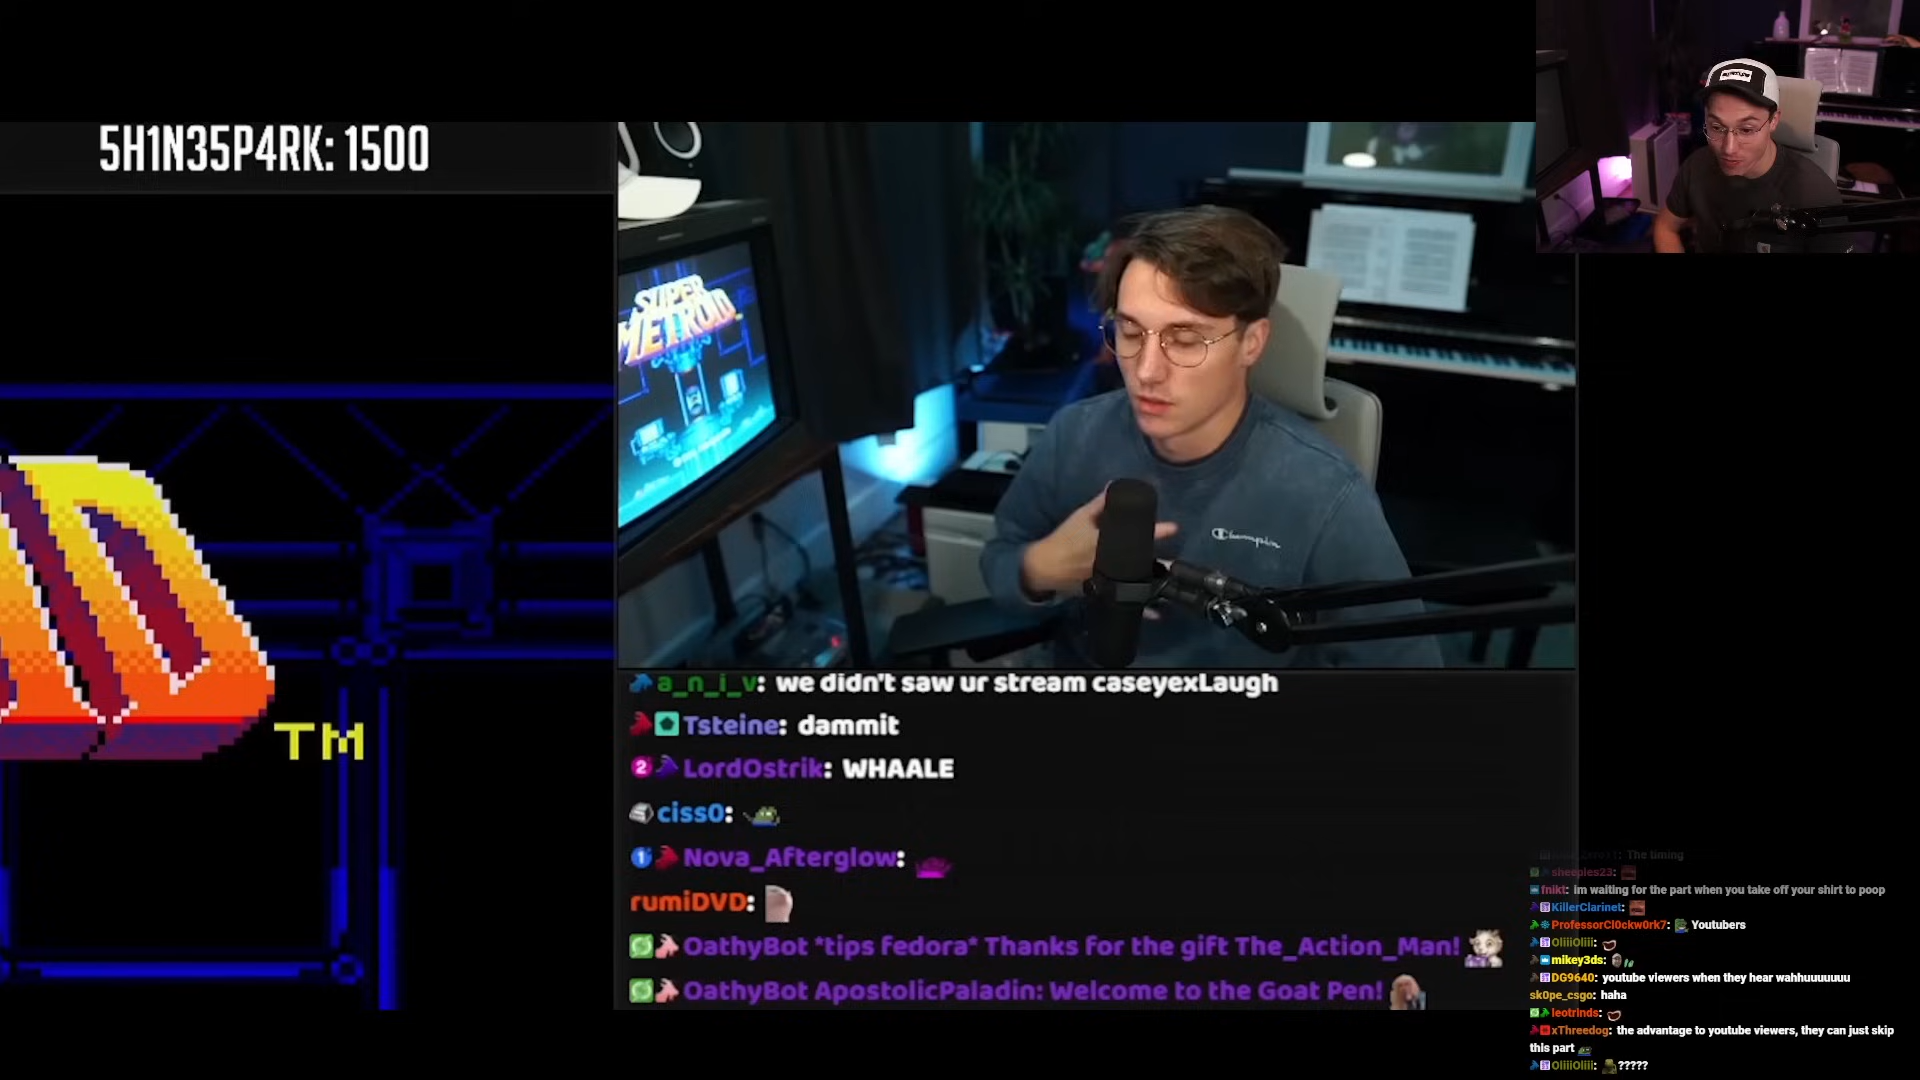 5H1N35P4RK: 1500
SUPER
METROID
Champion
TM
a_n_i_v: we didn't saw ur stream caseyexLaugh
Tsteine: dammit
2 LordOstrik: WHAALE
ciss0:
1 Nova_Afterglow:
rumiDVD:
OathyBot *tips fedora* Thanks for the gift The_Action_Man!
OathyBot ApostolicPaladin: Welcome to the Goat Pen!
The timing
sheeples23:
fnikt: im waiting for the part when you take off your shirt to poop
KillerClarinet:
ProfessorCl0ckw0rk7: Youtubers
OliiiOliii:
mikey3ds:
DG9640: youtube viewers when they hear wahhuuuuuuu
sk0pe_csgo: haha
leotrinds:
xThreedog: the advantage to youtube viewers, they can just skip
this part
OliiiOliii: ?????